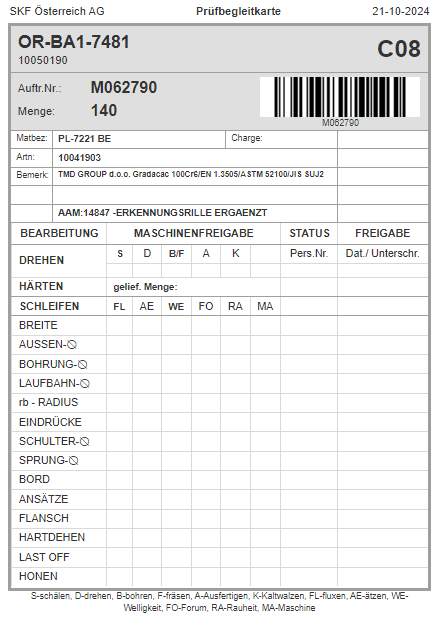 SKF Österreich AG Prüfbegleitkarte 21-10-2024
OR-BA1-7481 C08
10050190
Auftr.Nr.: M062790
Menge: 140
M062790
Matbez: PL-7221 BE Charge:
Artn: 10041903
Bemerk: TMD GROUP d.o.o. Gradacac 100Cr6/EN 1.3505/ASTM 52100/JIS SUJ2
AAM:14847 -ERKENNUNGSRILLE ERGAENZT
BEARBEITUNG MASCHINENFREIGABE STATUS FREIGABE
DREHEN S D B/F A K Pers.Nr. Dat./ Unterschr.
HÄRTEN gelief. Menge:
SCHLEIFEN FL AE WE FO RA MA
BREITE
AUSSEN-⦰
BOHRUNG-⦰
LAUFBAHN-⦰
rb - RADIUS
EINDRÜCKE
SCHULTER-⦰
SPRUNG-⦰
BORD
ANSÄTZE
FLANSCH
HARTDEHEN
LAST OFF
HONEN
S-schälen, D-drehen, B-bohren, F-fräsen, A-Ausfertigen, K-Kaltwalzen, FL-fluxen, AE-ätzen, WE-
Welligkeit, FO-Forum, RA-Rauheit, MA-Maschine